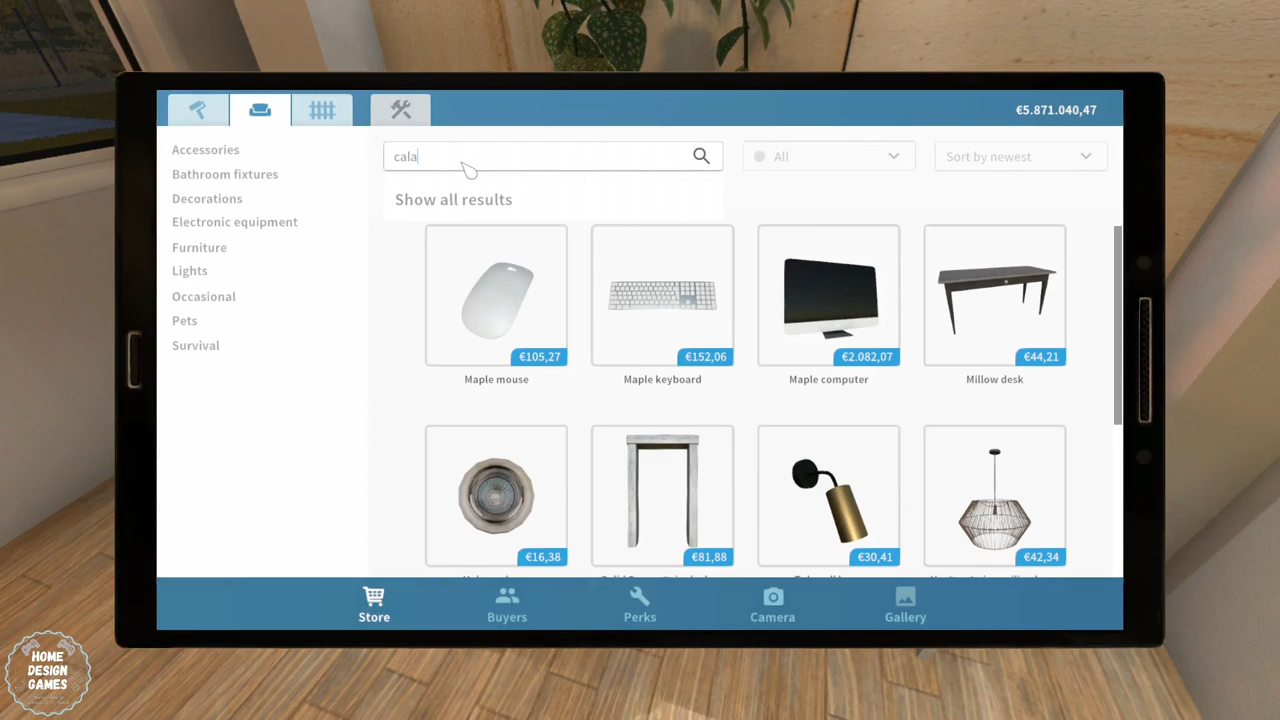 €5.871.040,47
cala
All
Sort by newest
Show all results
Accessories
Bathroom fixtures
Decorations
Electronic equipment
Furniture
Lights
Occasional
Pets
Survival
€105,27
€152,06
€2.082,07
€44,21
Maple mouse
Maple keyboard
Maple computer
Millow desk
€16,38
€81,88
€30,41
€42,34
Store
Buyers
Perks
Camera
Gallery
HOME
DESIGN
GAMES